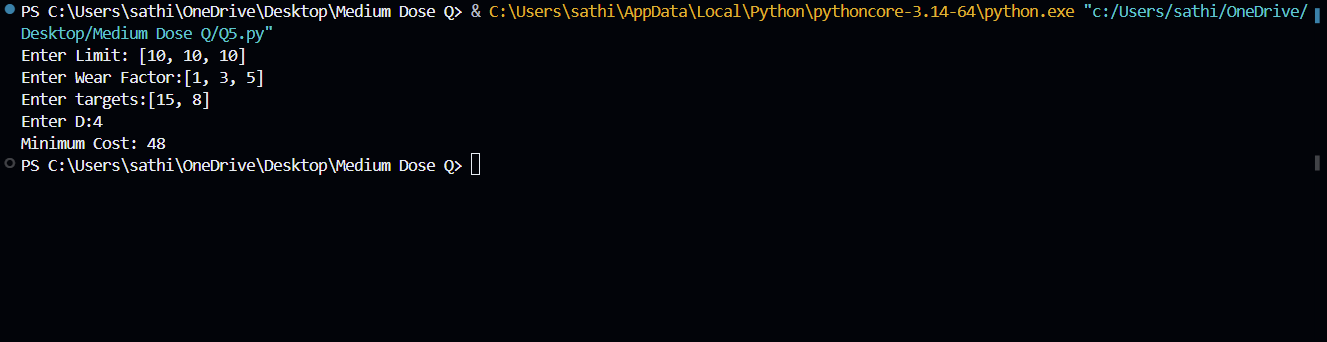 PS C:\Users\sathi\OneDrive\Desktop\Medium Dose Q> & C:\Users\sathi\AppData\Local\Python\pythoncore-3.14-64\python.exe "c:/Users/sathi/OneDrive/
Desktop/Medium Dose Q/Q5.py"
Enter Limit: [10, 10, 10]
Enter Wear Factor:[1, 3, 5]
Enter targets:[15, 8]
Enter D:4
Minimum Cost: 48
PS C:\Users\sathi\OneDrive\Desktop\Medium Dose Q>